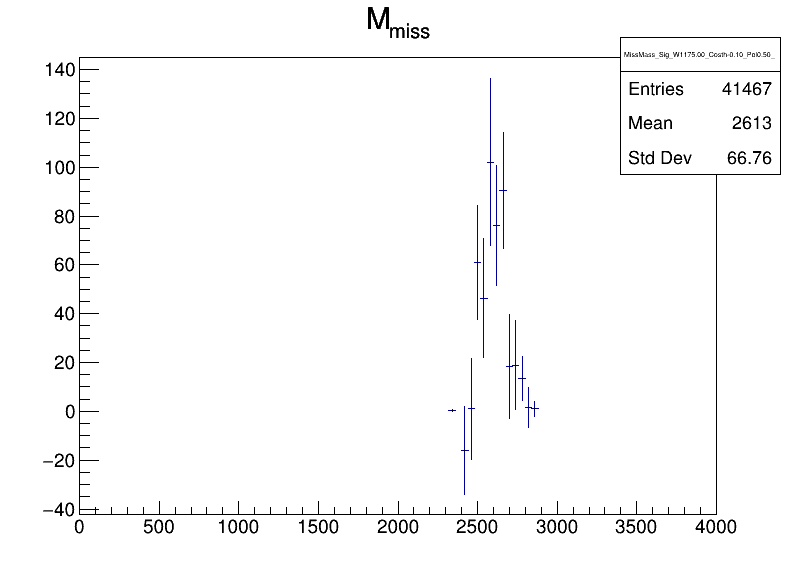 M_miss
MissMass_Sig_W1175.00_Costh-0.10_Pol0.50_
Entries 41467
Mean 2613
Std Dev 66.76
140
120
100
80
60
40
20
0
−20
−40
0 500 1000 1500 2000 2500 3000 3500 4000